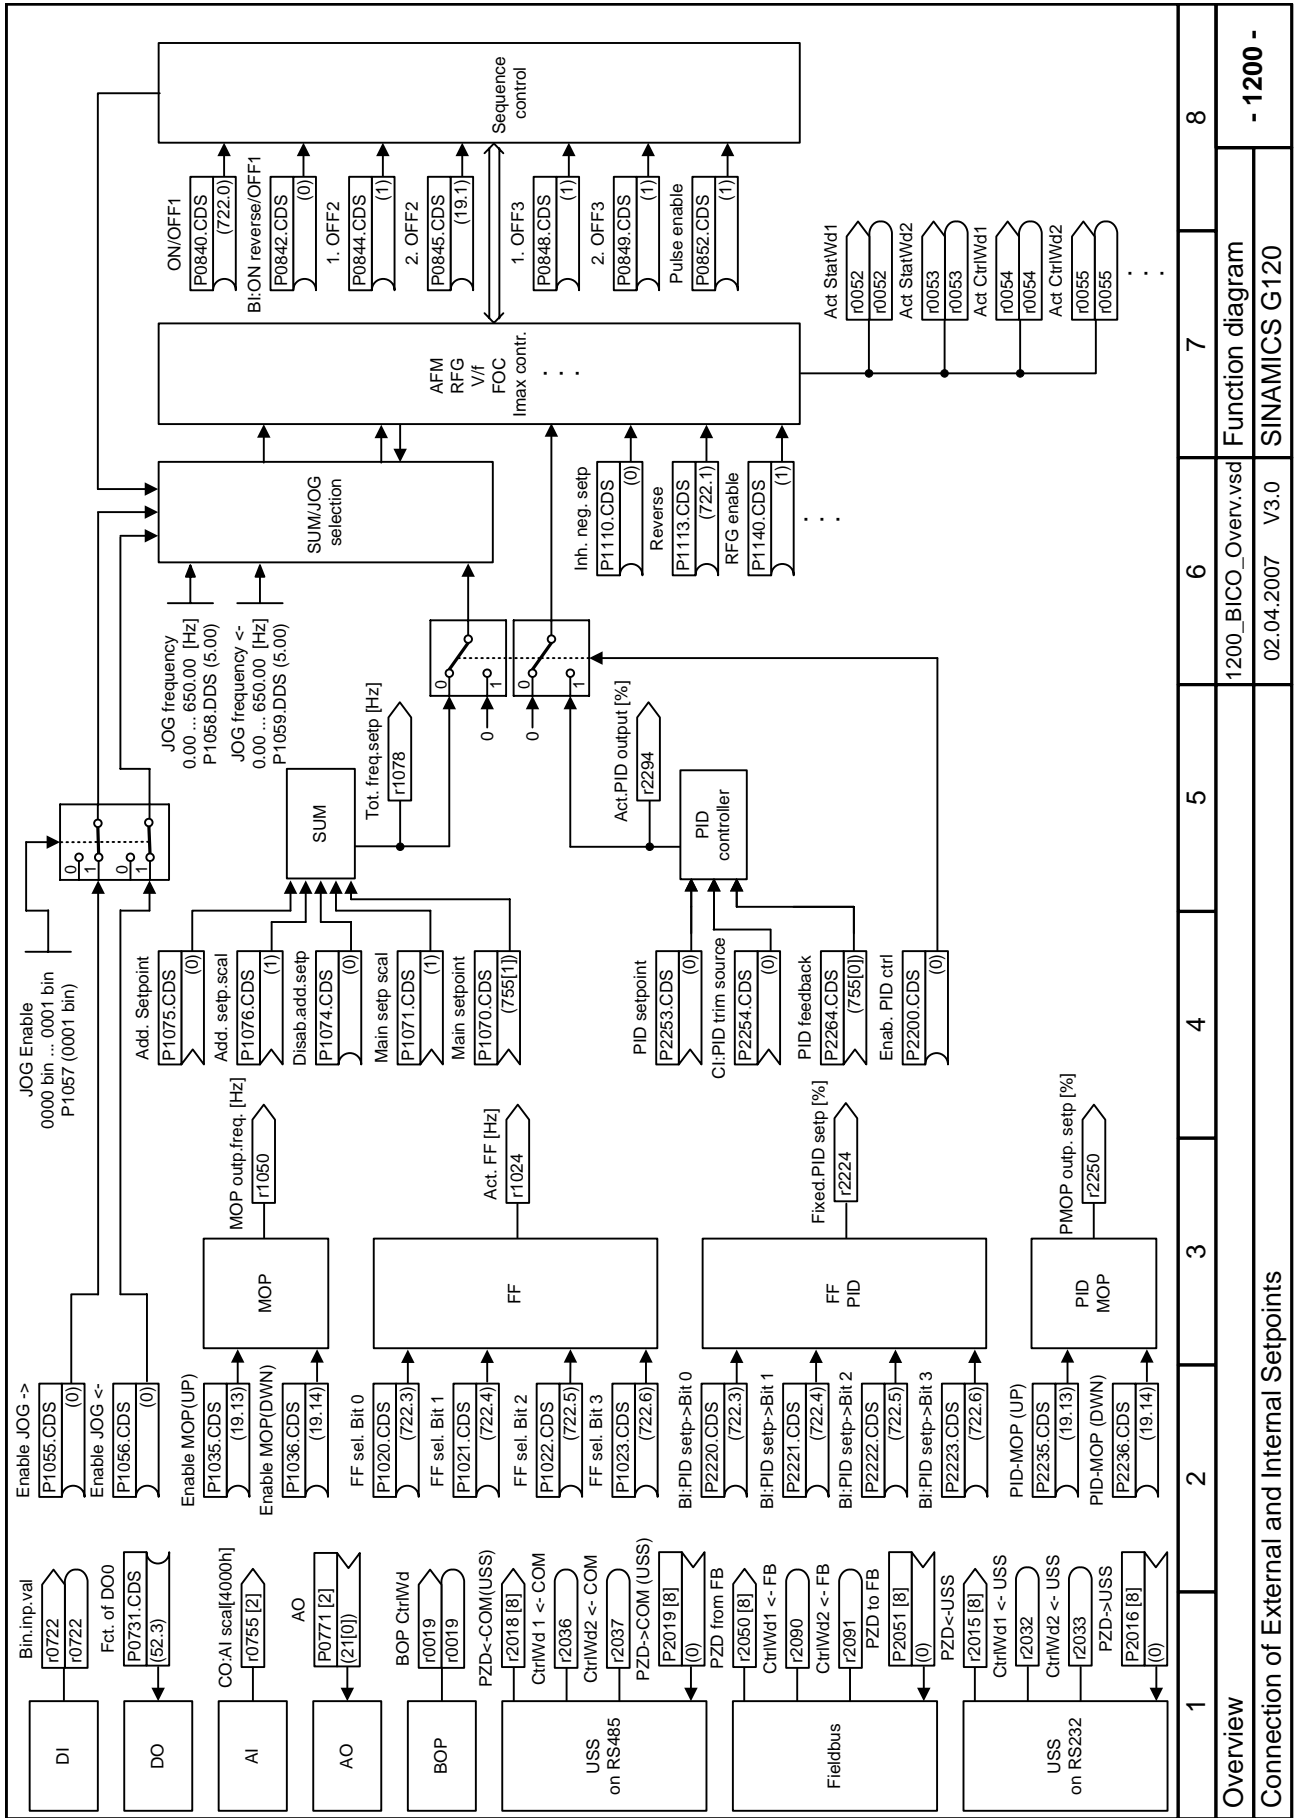 DI
Bin.inp.val
r0722
r0722
DO
Fct. of DO0
P0731.CDS
(52.3)
AI
CO:AI scal[4000h]
r0755 [2]
AO
AO
P0771 [2]
(21[0])
BOP
BOP CtrlWd
r0019
r0019
USS
on RS485
PZD<-COM(USS)
r2018 [8]
CtrlWd 1 <- COM
r2036
CtrlWd2 <- COM
r2037
PZD->COM (USS)
P2019 [8]
(0)
Fieldbus
PZD from FB
r2050 [8]
CtrlWd1 <- FB
r2090
CtrlWd2 <- FB
r2091
PZD to FB
P2051 [8]
(0)
USS
on RS232
PZD<-USS
r2015 [8]
CtrlWd1 <- USS
r2032
CtrlWd2 <- USS
r2033
PZD->USS
P2016 [8]
(0)
Enable JOG ->
P1055.CDS
(0)
Enable JOG <-
P1056.CDS
(0)
Enable MOP(UP)
P1035.CDS
(19.13)
Enable MOP(DWN)
P1036.CDS
(19.14)
FF sel. Bit 0
P1020.CDS
(722.3)
FF sel. Bit 1
P1021.CDS
(722.4)
FF sel. Bit 2
P1022.CDS
(722.5)
FF sel. Bit 3
P1023.CDS
(722.6)
BI:PID setp->Bit 0
P2220.CDS
(722.3)
BI:PID setp->Bit 1
P2221.CDS
(722.4)
BI:PID setp->Bit 2
P2222.CDS
(722.5)
BI:PID setp->Bit 3
P2223.CDS
(722.6)
PID-MOP (UP)
P2235.CDS
(19.13)
PID-MOP (DWN)
P2236.CDS
(19.14)
MOP
MOP outp.freq. [Hz]
r1050
FF
Act. FF [Hz]
r1024
FF
PID
Fixed.PID setp [%]
r2224
PID
MOP
PMOP outp. setp [%]
r2250
JOG Enable
0000 bin ... 0001 bin
P1057 (0001 bin)
0
1
0
1
Add. Setpoint
P1075.CDS
(0)
Add. setp.scal
P1076.CDS
(1)
Disab.add.setp
P1074.CDS
(0)
Main setp scal
P1071.CDS
(1)
Main setpoint
P1070.CDS
(755[1])
PID setpoint
P2253.CDS
(0)
CI:PID trim source
P2254.CDS
(0)
PID feedback
P2264.CDS
(755[0])
Enab. PID ctrl
P2200.CDS
(0)
SUM
Tot. freq.setp [Hz]
r1078
PID
controller
Act.PID output [%]
r2294
JOG frequency
0.00 ... 650.00 [Hz]
P1058.DDS (5.00)
JOG frequency <-
0.00 ... 650.00 [Hz]
P1059.DDS (5.00)
0
1
0
0
1
0
SUM/JOG
selection
Inh. neg. setp
P1110.CDS
(0)
Reverse
P1113.CDS
(722.1)
RFG enable
P1140.CDS
(1)
. . .
AFM
RFG
V/f
FOC
Imax contr.
. . .
ON/OFF1
P0840.CDS
(722.0)
BI:ON reverse/OFF1
P0842.CDS
(0)
1. OFF2
P0844.CDS
(1)
2. OFF2
P0845.CDS
(19.1)
1. OFF3
P0848.CDS
(1)
2. OFF3
P0849.CDS
(1)
Pulse enable
P0852.CDS
(1)
Sequence
control
Act StatWd1
r0052
r0052
Act StatWd2
r0053
r0053
Act CtrlWd1
r0054
r0054
Act CtrlWd2
r0055
r0055
. . .
1 2 3 4 5 6 7 8
Overview
1200_BICO_Overv.vsd
Function diagram
- 1200 -
Connection of External and Internal Setpoints
02.04.2007 V3.0
SINAMICS G120